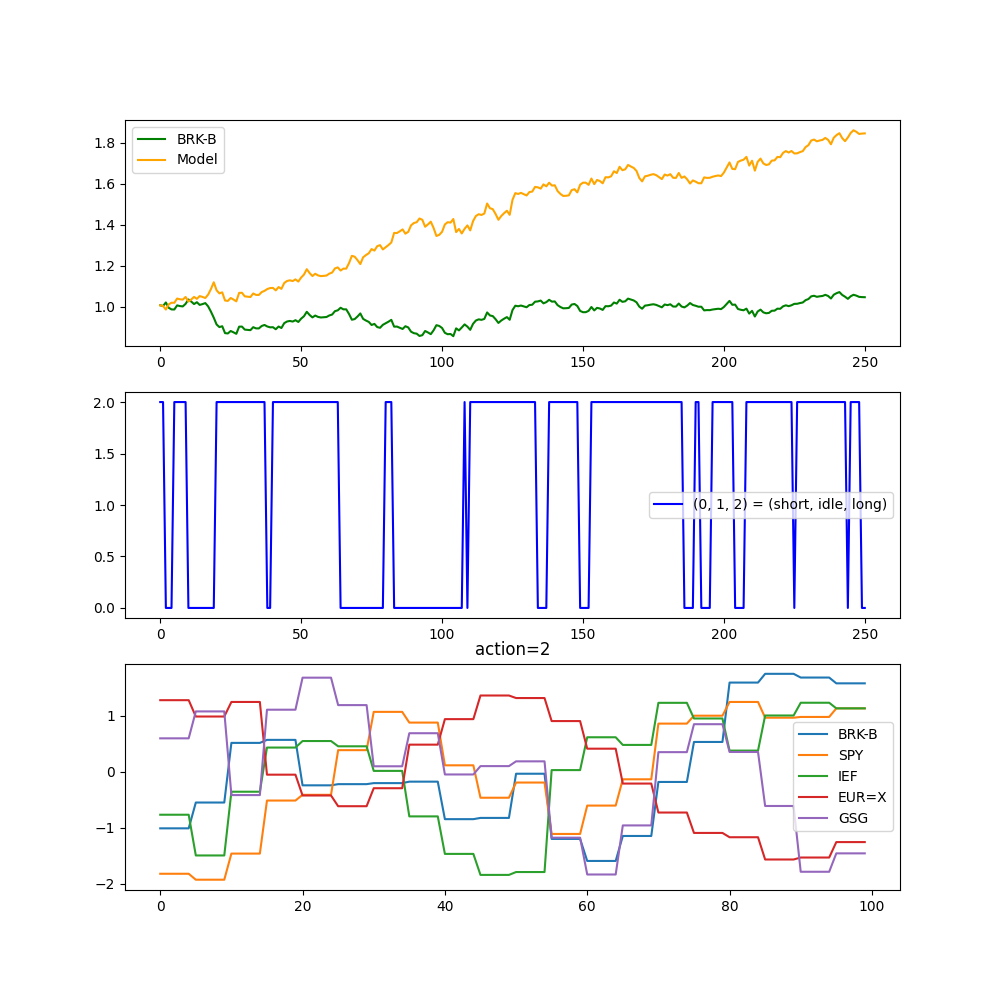 BRK-B
Model
1.8
1.6
1.4
1.2
1.0
0 50 100 150 200 250
2.0
1.5
1.0
0.5
0.0
(0, 1, 2) = (short, idle, long)
0 50 100 150 200 250
action=2
1
0
−1
−2
BRK-B
SPY
IEF
EUR=X
GSG
0 20 40 60 80 100